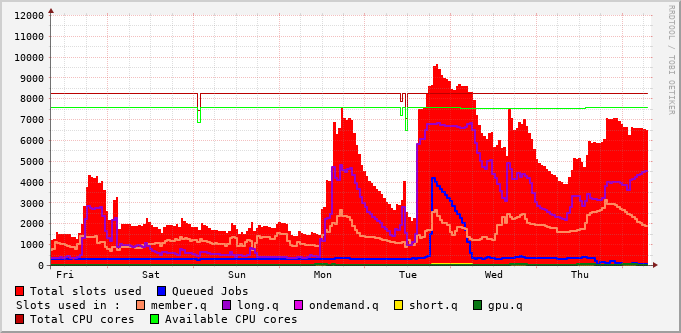 RRDTOOL / TOBI OETIKER
12000
11000
10000
9000
8000
7000
6000
5000
4000
3000
2000
1000
0
Fri Sat Sun Mon Tue Wed Thu
Total slots used Queued Jobs
Slots used in : member.q long.q ondemand.q short.q gpu.q
Total CPU cores Available CPU cores